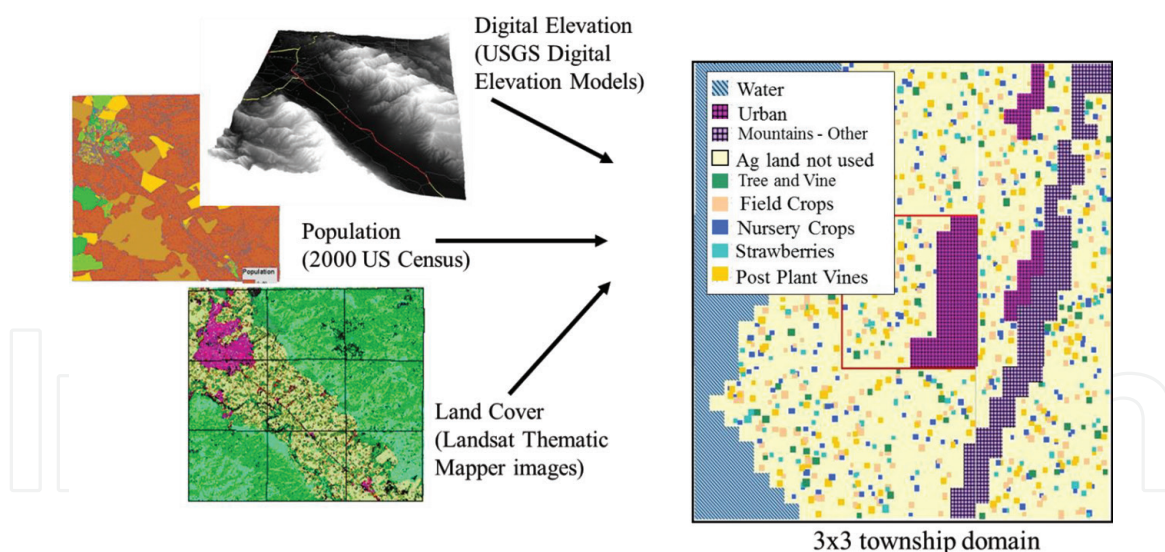 Digital Elevation
(USGS Digital
Elevation Models)
Population
Population
(2000 US Census)
Land Cover
(Landsat Thematic
Mapper images)
Water
Urban
Mountains - Other
Ag land not used
Tree and Vine
Field Crops
Nursery Crops
Strawberries
Post Plant Vines
3x3 township domain